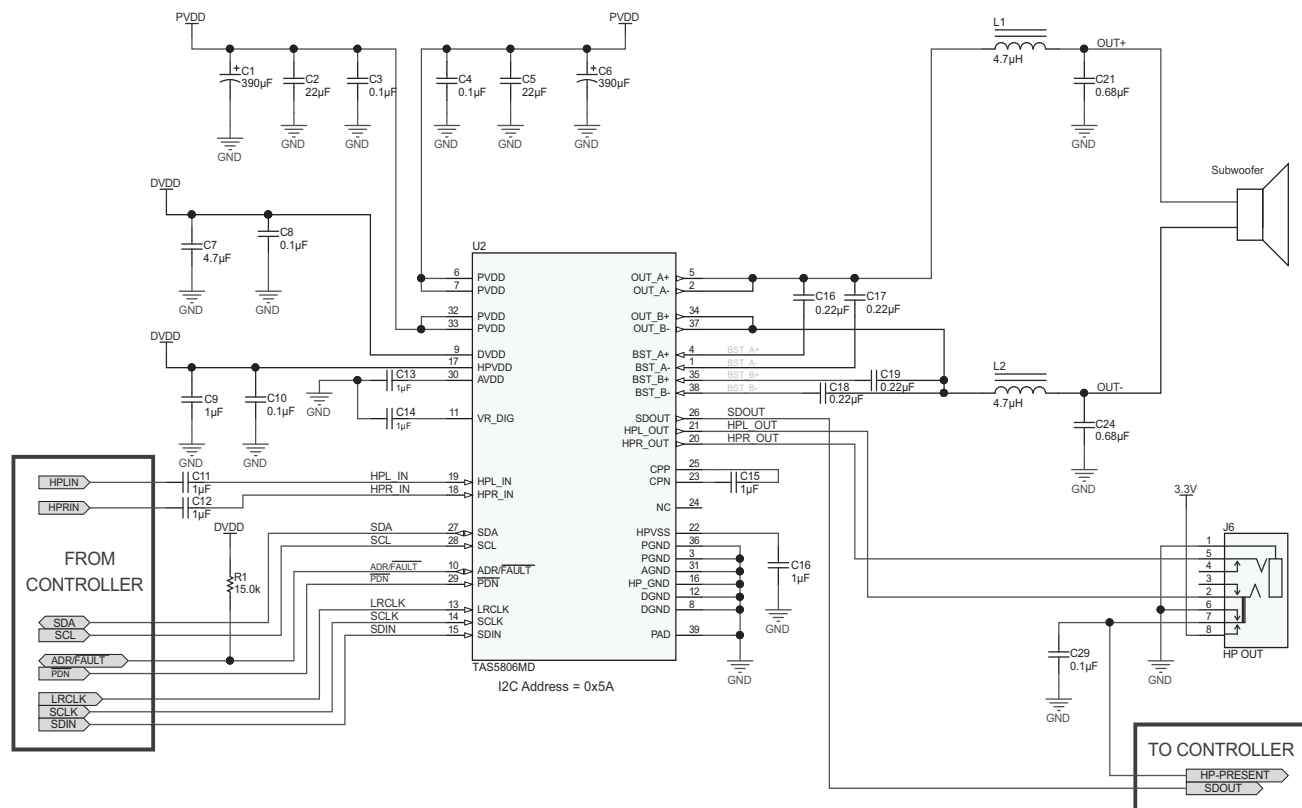 PVDD
PVDD
C1
390µF
C2
22µF
C3
0.1µF
C4
0.1µF
C5
22µF
C6
390µF
GND
GND
GND
GND
GND
GND
L1
4.7µH
OUT+
C21
0.68µF
GND
Subwoofer
DVDD
C7
4.7µF
C8
0.1µF
GND
GND
DVDD
C9
1µF
C10
0.1µF
GND
GND
GND
C13
1µF
C14
1µF
U2
6 PVDD
7 PVDD
32 PVDD
33 PVDD
9 DVDD
17 HPVDD
30 AVDD
11 VR_DIG
19 HPL_IN
18 HPR_IN
27 SDA
28 SCL
10 ADR/FAULT
29 PDN
13 LRCLK
14 SCLK
15 SDIN
OUT_A+ 5
OUT_A- 2
OUT_B+ 34
OUT_B- 37
BST_A+ 4
BST_A- 1
BST_B+ 35
BST_B- 38
SDOUT 26
HPL_OUT 21
HPR_OUT 20
CPP 25
CPN 23
NC 24
HPVSS 22
PGND 36
PGND 3
AGND 31
HP_GND 16
DGND 12
DGND 8
PAD 39
TAS5806MD
I2C Address = 0x5A
C16
0.22µF
C17
0.22µF
BST_A+
BST_A-
BST_B+
BST_B-
C19
0.22µF
C18
0.22µF
L2
4.7µH
OUT-
C24
0.68µF
GND
SDOUT
HPL_OUT
HPR_OUT
C15
1µF
C16
1µF
GND
GND
HPLIN
HPRIN
C11
1µF
C12
1µF
HPL_IN
HPR_IN
FROM
CONTROLLER
DVDD
R1
15.0k
SDA
SCL
ADR/FAULT
PDN
LRCLK
SCLK
SDIN
SDA
SCL
ADR/FAULT
PDN
LRCLK
SCLK
SDIN
3.3V
J6
1
5
4
3
2
6
7
8
HP OUT
C29
0.1µF
GND
GND
TO CONTROLLER
HP-PRESENT
SDOUT